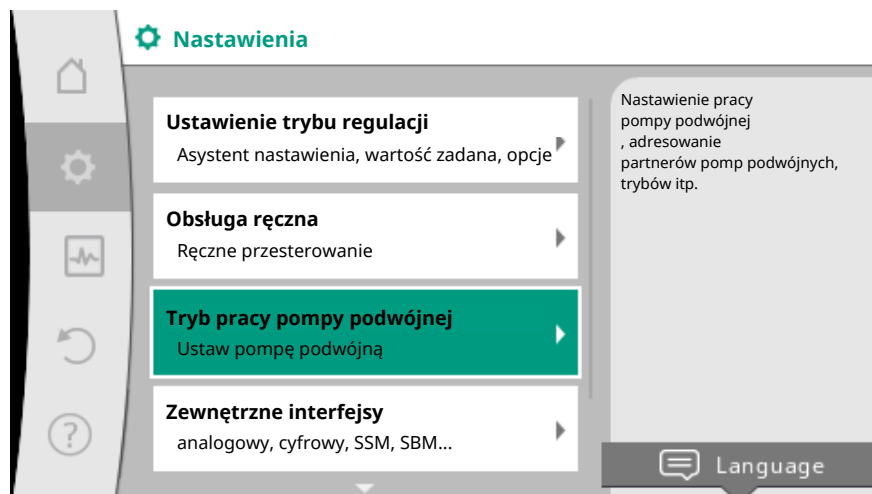 Nastawienia
Ustawienie trybu regulacji
Asystent nastawienia, wartość zadana, opcje
Obsługa ręczna
Ręczne przesterowanie
Tryb pracy pompy podwójnej
Ustaw pompę podwójną
Zewnętrzne interfejsy
analogowy, cyfrowy, SSM, SBM...
Nastawienie pracy
pompy podwójnej
, adresowanie
partnerów pomp podwójnych,
trybów itp.
Language